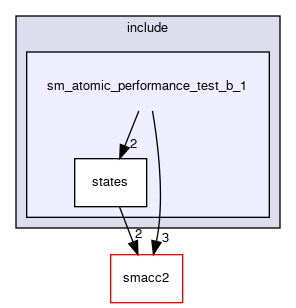 include
sm_atomic_performance_test_b_1
2
states
2
3
smacc2